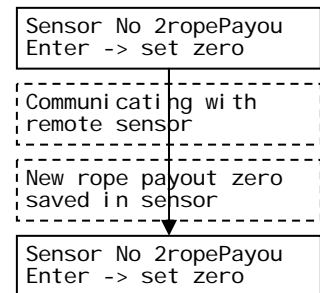 Sensor No 2ropePayou
Enter -> set zero
Communicating with
remote sensor
New rope payout zero
saved in sensor
Sensor No 2ropePayou
Enter -> set zero